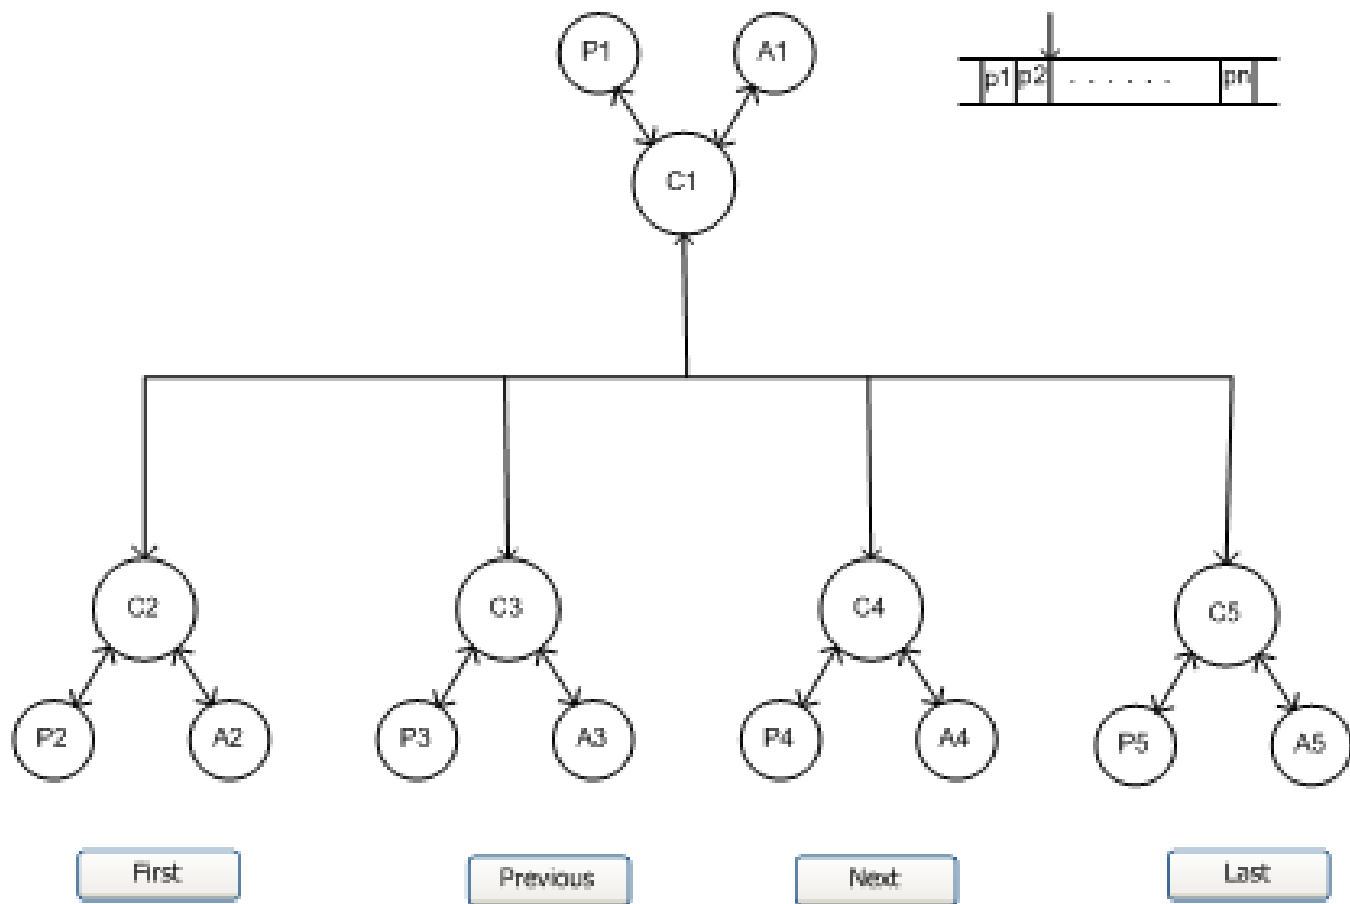 P1 A1
p1 p2 . . . . . . pn
C1
C2 C3 C4 C5
P2 A2 P3 A3 P4 A4 P5 A5
First Previous Next Last